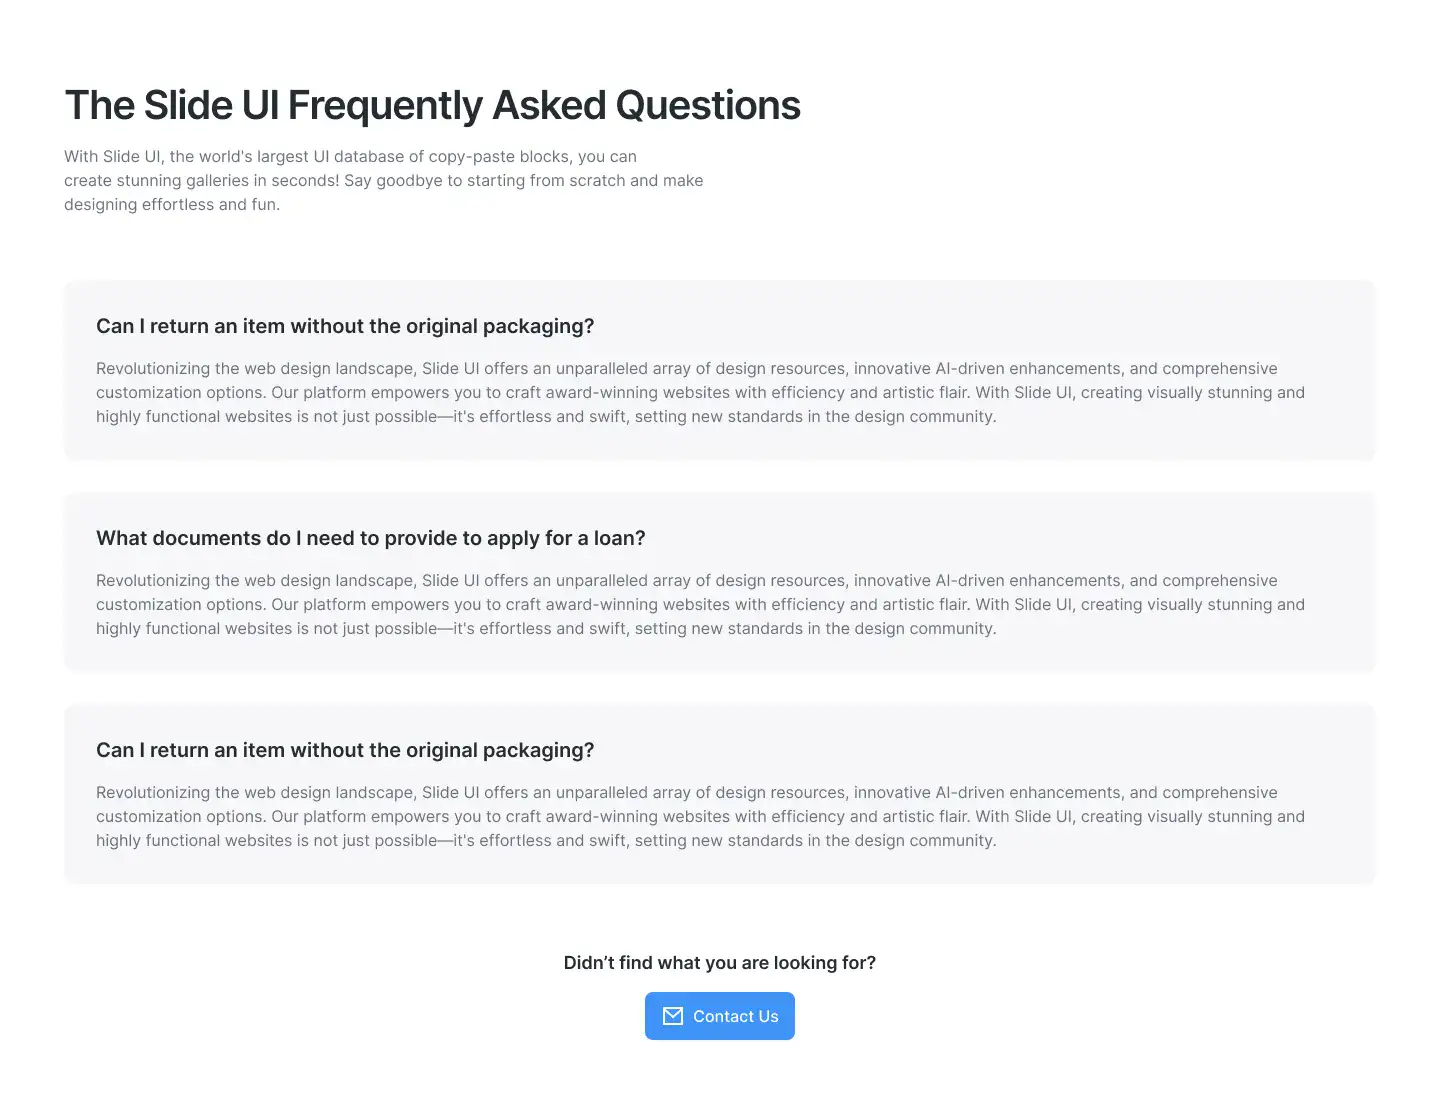 The Slide UI Frequently Asked Questions
With Slide UI, the world's largest UI database of copy-paste blocks, you can
create stunning galleries in seconds! Say goodbye to starting from scratch and make
designing effortless and fun.
Can I return an item without the original packaging?
Revolutionizing the web design landscape, Slide UI offers an unparalleled array of design resources, innovative AI-driven enhancements, and comprehensive
customization options. Our platform empowers you to craft award-winning websites with efficiency and artistic flair. With Slide UI, creating visually stunning and
highly functional websites is not just possible—it's effortless and swift, setting new standards in the design community.
What documents do I need to provide to apply for a loan?
Revolutionizing the web design landscape, Slide UI offers an unparalleled array of design resources, innovative AI-driven enhancements, and comprehensive
customization options. Our platform empowers you to craft award-winning websites with efficiency and artistic flair. With Slide UI, creating visually stunning and
highly functional websites is not just possible—it's effortless and swift, setting new standards in the design community.
Can I return an item without the original packaging?
Revolutionizing the web design landscape, Slide UI offers an unparalleled array of design resources, innovative AI-driven enhancements, and comprehensive
customization options. Our platform empowers you to craft award-winning websites with efficiency and artistic flair. With Slide UI, creating visually stunning and
highly functional websites is not just possible—it's effortless and swift, setting new standards in the design community.
Didn’t find what you are looking for?
Contact Us